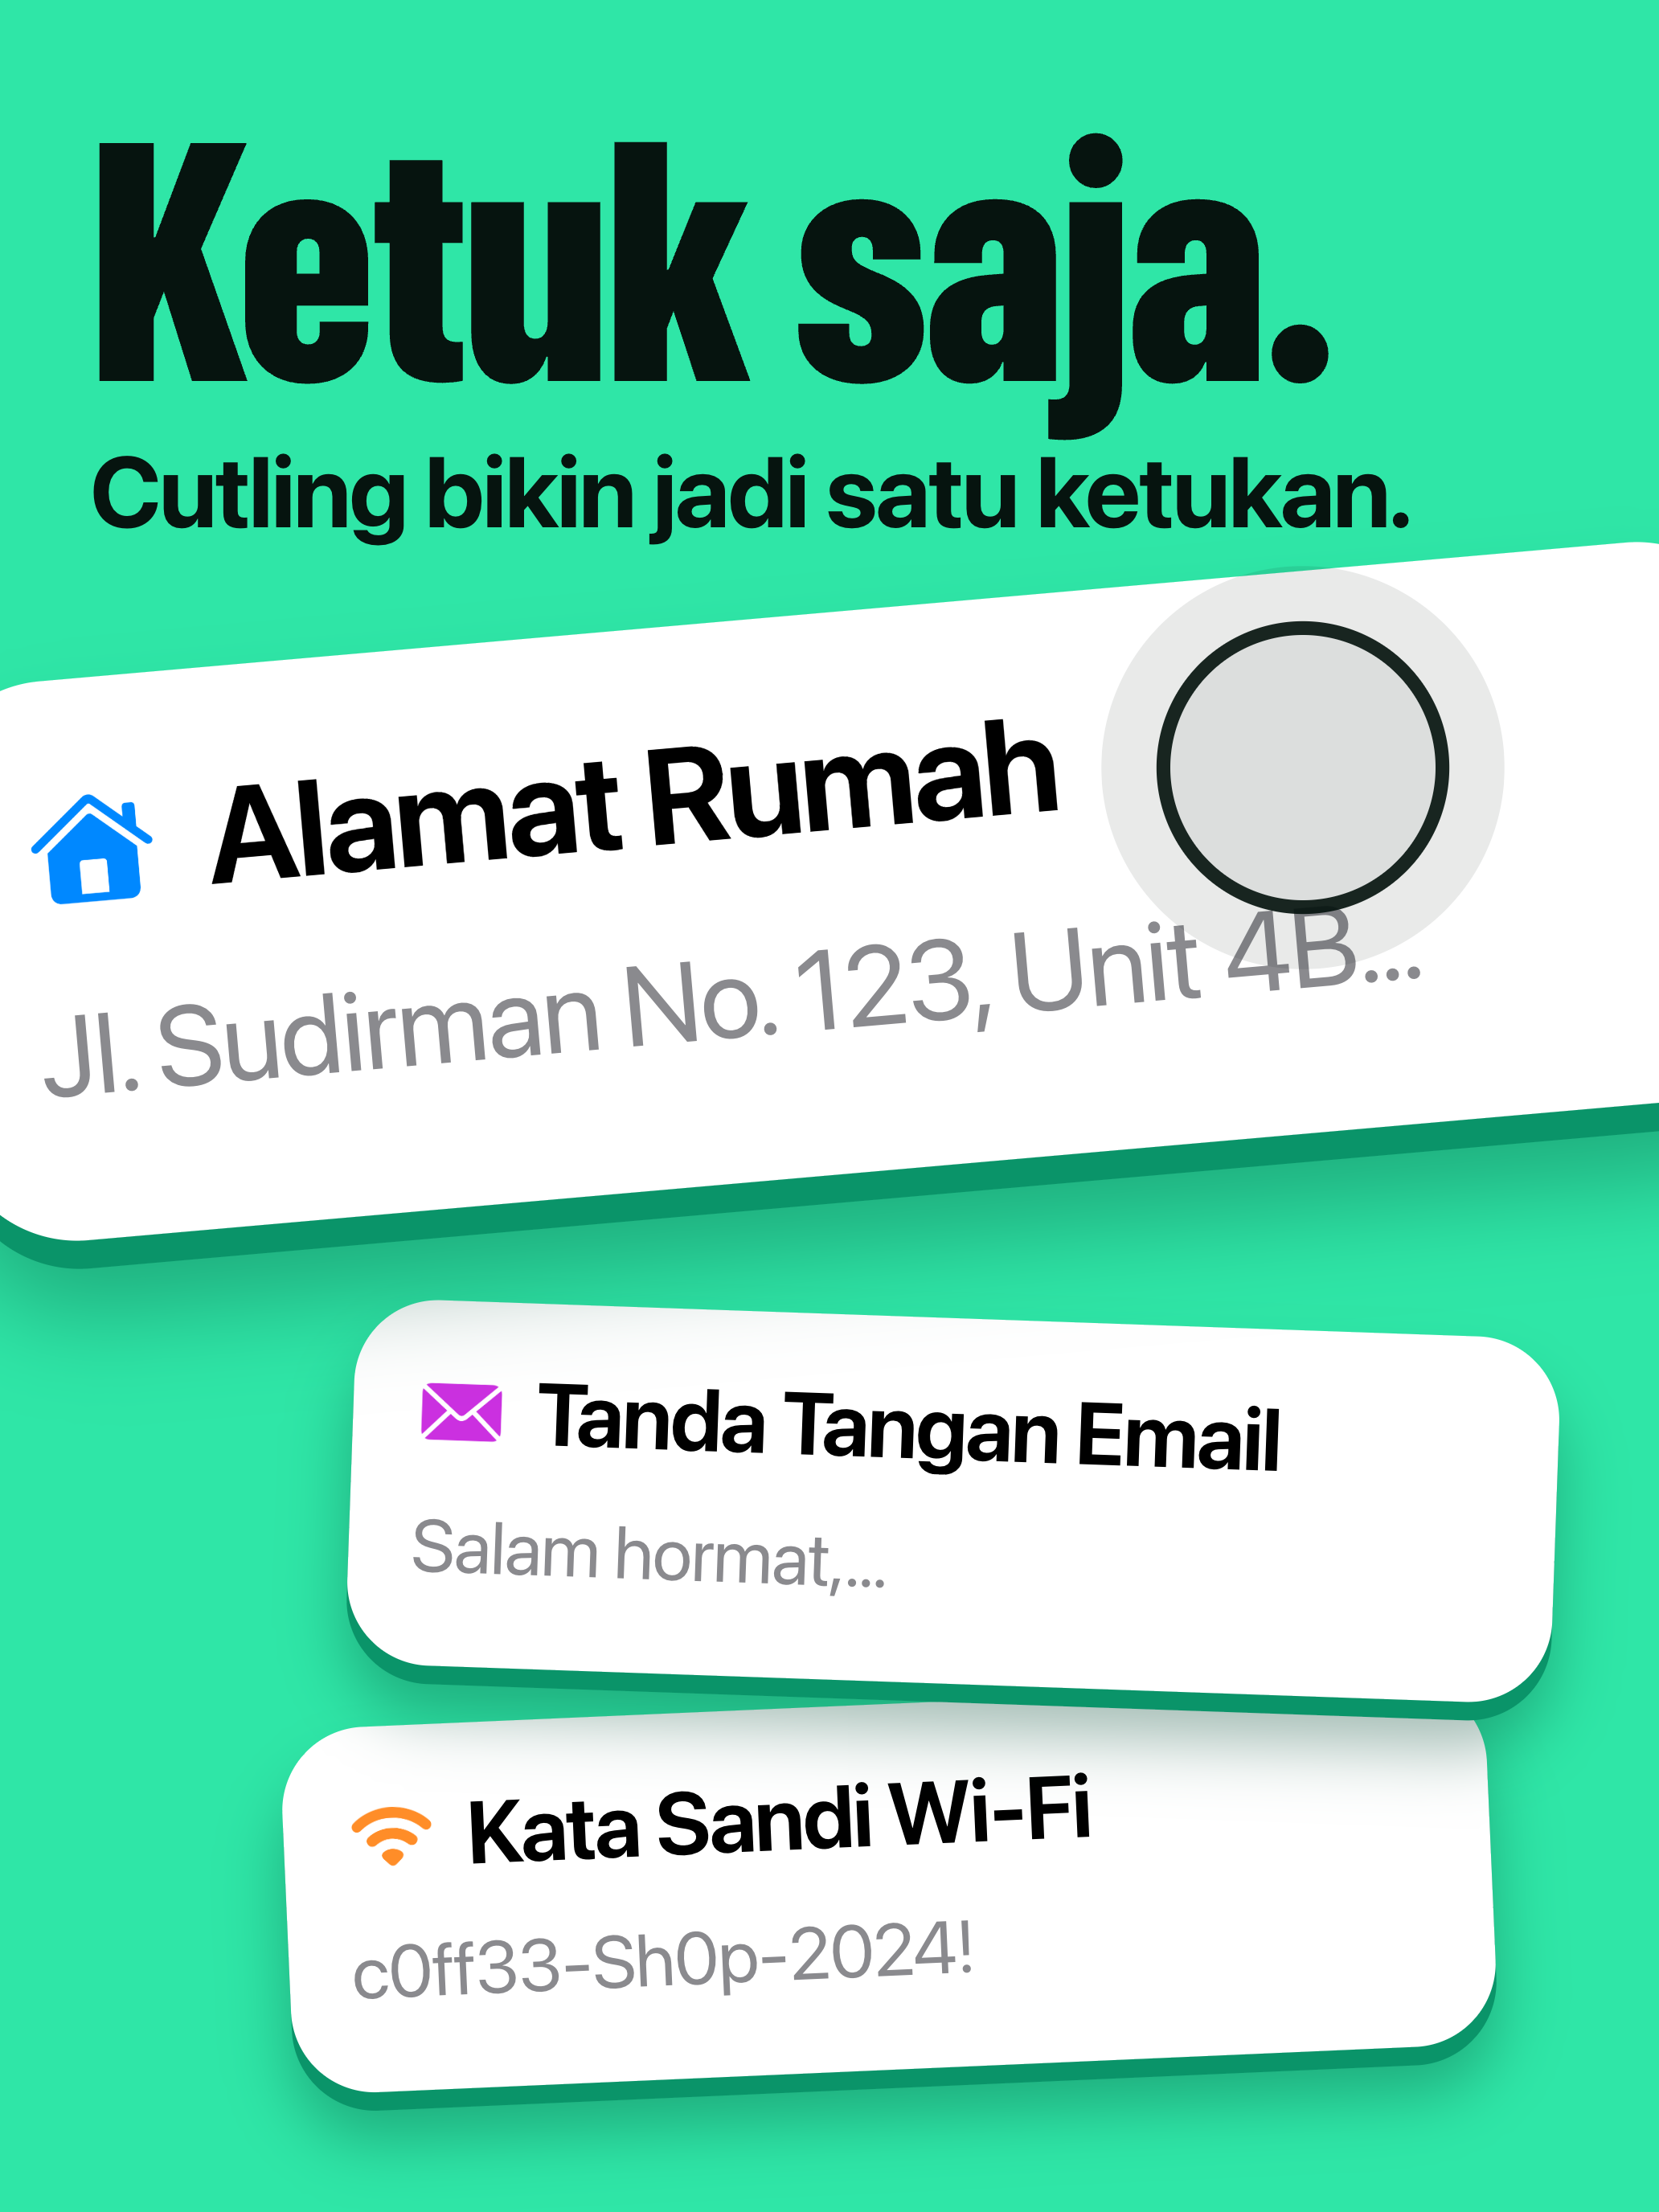 Ketuk saja.
Cutling bikin jadi satu ketukan.
Alamat Rumah
Jl. Sudirman No. 123, Unit 4B...
Tanda Tangan Email
Salam hormat,...
Kata Sandi Wi-Fi
c0ff33-Sh0p-2024!